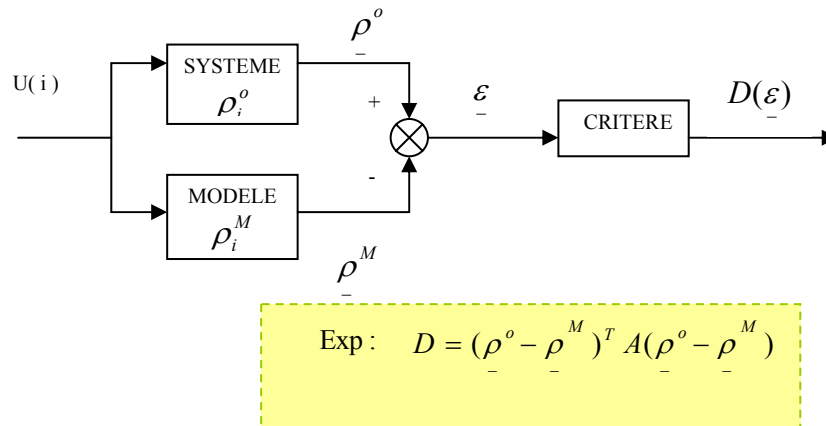 U( i )
SYSTEME
ρ_i^o
ρ^o
+
ε
CRITERE
D(ε)
-
MODELE
ρ_i^M
ρ^M
Exp : D = (ρ^o − ρ^M)^T A(ρ^o − ρ^M)